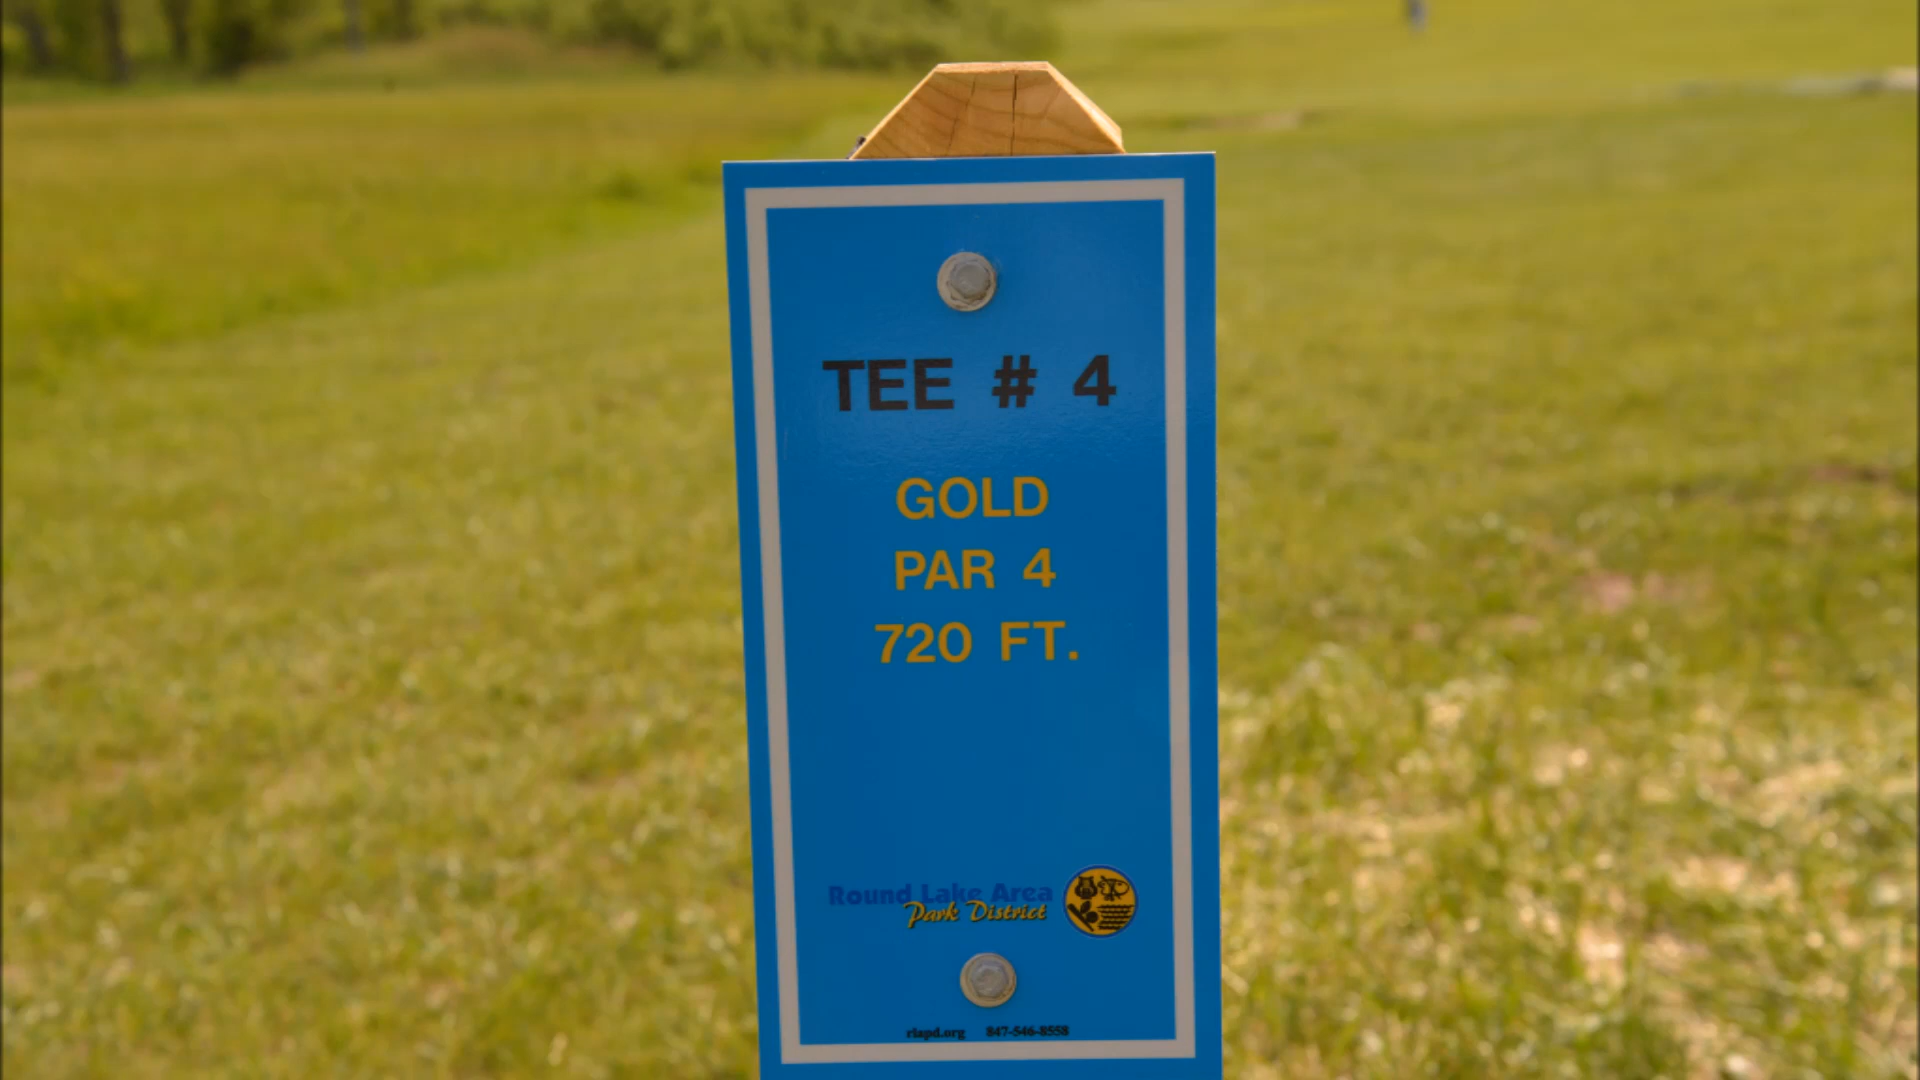 TEE # 4
GOLD
PAR 4
720 FT.
Round Lake Area
Park District
rlapd.org 847-546-8558